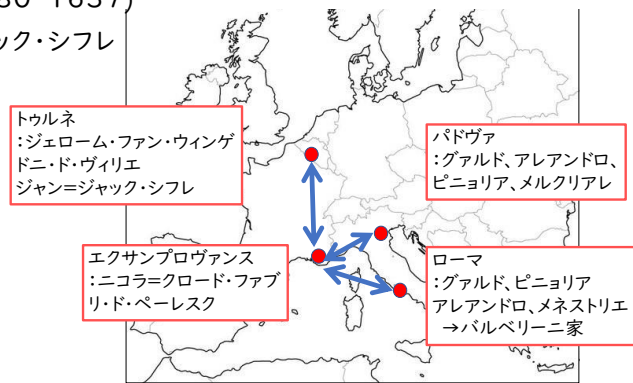 80-1637)
ック・シフレ
トゥルネ
:ジェローム・ファン・ウィンゲ
ドニ・ド・ヴィリエ
ジャン=ジャック・シフレ
パドヴァ
:グァルド、アレアンドロ、
ピニョリア、メルクリアレ
エクサンプロヴァンス
:ニコラ=クロード・ファブ
リ・ド・ペーレスク
ローマ
:グァルド、ピニョリア
アレアンドロ、メネストリエ
→バルベリーニ家